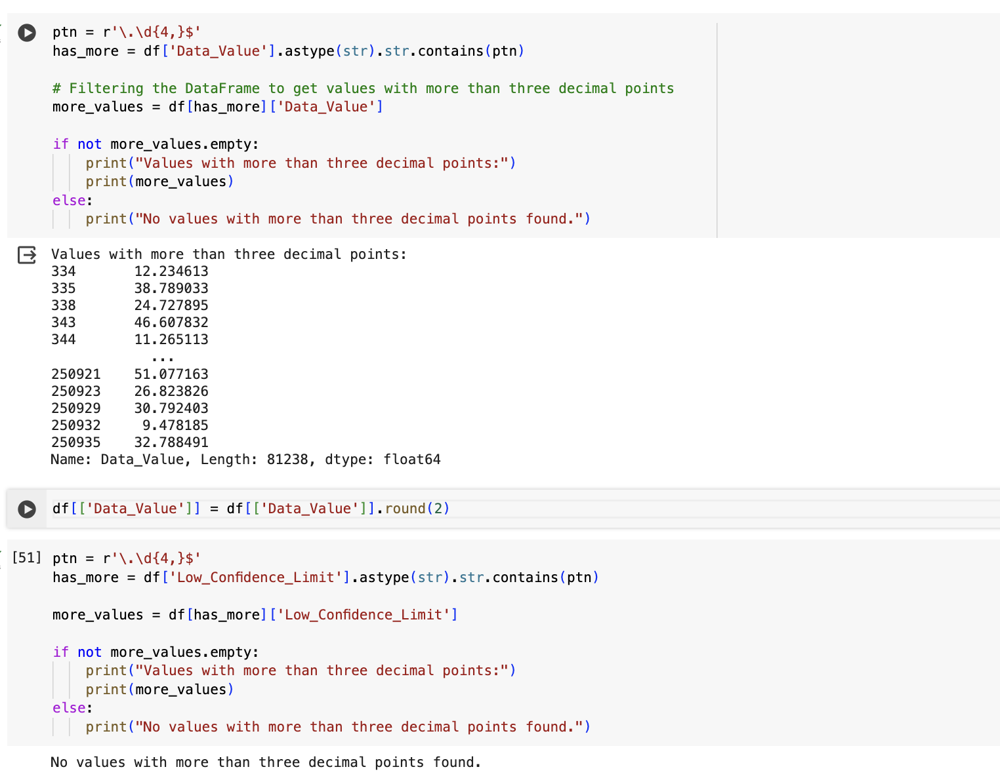 ptn = r'\.\d{4,}$'
has_more = df['Data_Value'].astype(str).str.contains(ptn)
# Filtering the DataFrame to get values with more than three decimal points
more_values = df[has_more]['Data_Value']
if not more_values.empty:
print("Values with more than three decimal points:")
print(more_values)
else:
print("No values with more than three decimal points found.")
Values with more than three decimal points:
334 12.234613
335 38.789033
338 24.727895
343 46.607832
344 11.265113
...
250921 51.077163
250923 26.823826
250929 30.792403
250932 9.478185
250935 32.788491
Name: Data_Value, Length: 81238, dtype: float64
df[['Data_Value']] = df[['Data_Value']].round(2)
[51] ptn = r'\.\d{4,}$'
has_more = df['Low_Confidence_Limit'].astype(str).str.contains(ptn)
more_values = df[has_more]['Low_Confidence_Limit']
if not more_values.empty:
print("Values with more than three decimal points:")
print(more_values)
else:
print("No values with more than three decimal points found.")
No values with more than three decimal points found.